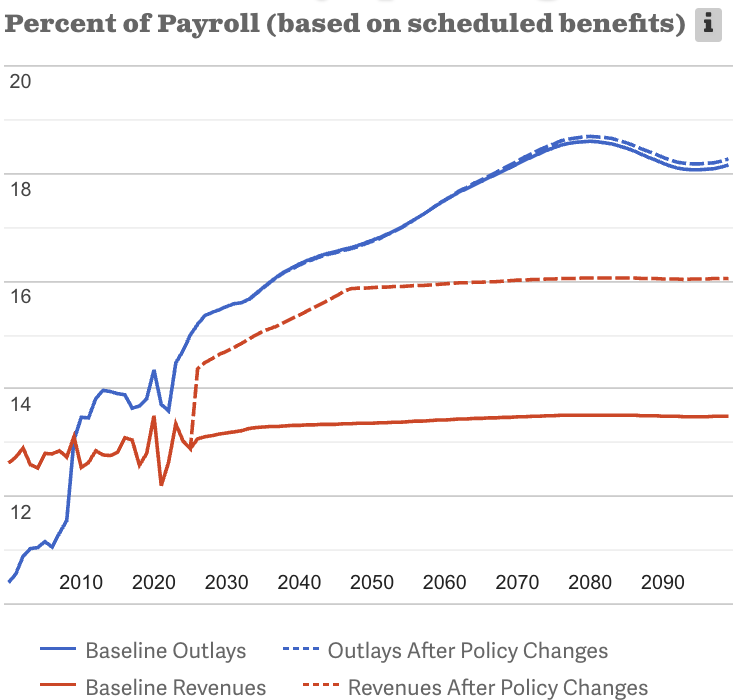 Percent of Payroll (based on scheduled benefits) i
20
18
16
14
12
2010 2020 2030 2040 2050 2060 2070 2080 2090
Baseline Outlays Outlays After Policy Changes
Baseline Revenues Revenues After Policy Changes